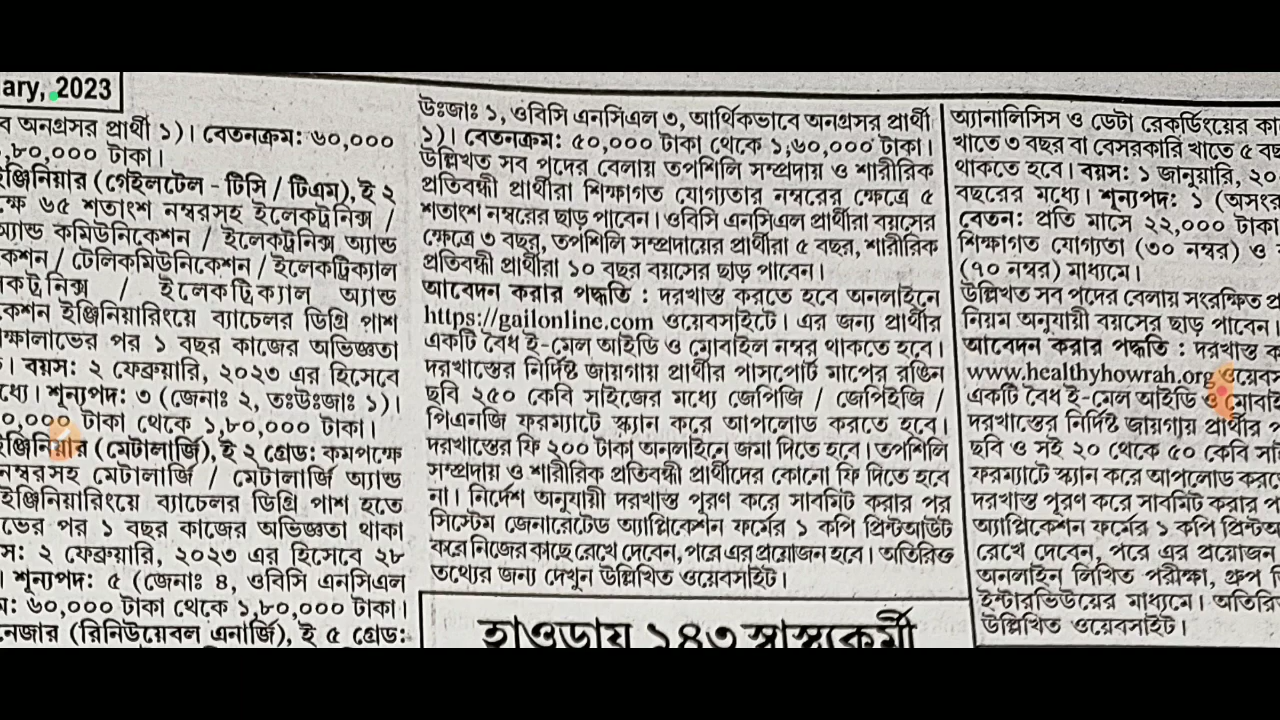 ary, 2023
ব অনগ্রসর প্রার্থী ১)। বেতনক্রম: ৬০,০০০
,৮০,০০০ টাকা।
ইঞ্জিনিয়ার (গেইলটেল - টিসি / টিএম), ই ২
ক্ষে ৬৫ শতাংশ নম্বরসহ ইলেকট্রনিক্স /
অ্যান্ড কমিউনিকেশন / ইলেকট্রনিক্স অ্যান্ড
কেশন / টেলিকমিউনিকেশন / ইলেকট্রিক্যাল
কট্রনিক্স / ইলেকট্রিক্যাল অ্যান্ড
কেশন ইঞ্জিনিয়ারিংয়ে ব্যাচেলর ডিগ্রি পাশ
ক্ষালাভের পর ১ বছর কাজের অভিজ্ঞতা
। বয়স: ২ ফেব্রুয়ারি, ২০২৩ এর হিসেবে
ধ্যে। শূন্যপদ: ৩ (জেনাঃ ২, তঃউঃজাঃ ১)।
০,০০০ টাকা থেকে ১,৮০,০০০ টাকা।
ইঞ্জিনিয়ার (মেটালার্জি), ই ২ গ্রেড: কমপক্ষে
নম্বরসহ মেটালার্জি / মেটালার্জি অ্যান্ড
ইঞ্জিনিয়ারিংয়ে ব্যাচেলর ডিগ্রি পাশ হতে
ভের পর ১ বছর কাজের অভিজ্ঞতা থাকা
স: ২ ফেব্রুয়ারি, ২০২৩ এর হিসেবে ২৮
। শূন্যপদ: ৫ (জেনাঃ ৪, ওবিসি এনসিএল
ম: ৬০,০০০ টাকা থেকে ১,৮০,০০০ টাকা।
নেজার (রিনিউয়েবল এনার্জি), ই ৫ গ্রেড:
উঃজাঃ ১, ওবিসি এনসিএল ৩, আর্থিকভাবে অনগ্রসর প্রার্থী
১)। বেতনক্রম: ৫০,০০০ টাকা থেকে ১,৬০,০০০ টাকা।
উল্লিখিত সব পদের বেলায় তপশিলি সম্প্রদায় ও শারীরিক
প্রতিবন্ধী প্রার্থীরা শিক্ষাগত যোগ্যতার নম্বরের ক্ষেত্রে ৫
শতাংশ নম্বরের ছাড় পাবেন। ওবিসি এনসিএল প্রার্থীরা বয়সের
ক্ষেত্রে ৩ বছর, তপশিলি সম্প্রদায়ের প্রার্থীরা ৫ বছর, শারীরিক
প্রতিবন্ধী প্রার্থীরা ১০ বছর বয়সের ছাড় পাবেন।
আবেদন করার পদ্ধতি : দরখাস্ত করতে হবে অনলাইনে
https://gailonline.com ওয়েবসাইটে। এর জন্য প্রার্থীর
একটি বৈধ ই-মেল আইডি ও মোবাইল নম্বর থাকতে হবে।
দরখাস্তের নির্দিষ্ট জায়গায় প্রার্থীর পাসপোর্ট মাপের রঙিন
ছবি ২৫০ কেবি সাইজের মধ্যে জেপিজি / জেপিইজি /
পিএনজি ফরম্যাটে স্ক্যান করে আপলোড করতে হবে।
দরখাস্তের ফি ২০০ টাকা অনলাইনে জমা দিতে হবে। তপশিলি
সম্প্রদায় ও শারীরিক প্রতিবন্ধী প্রার্থীদের কোনো ফি দিতে হবে
না। নির্দেশ অনুযায়ী দরখাস্ত পূরণ করে সাবমিট করার পর
সিস্টেম জেনারেটেড অ্যাপ্লিকেশন ফর্মের ১ কপি প্রিন্টআউট
করে নিজের কাছে রেখে দেবেন, পরে এর প্রয়োজন হবে। অতিরিক্ত
তথ্যের জন্য দেখুন উল্লিখিত ওয়েবসাইট।
হাওড়ায় ১৪৩ স্বাস্থ্যকর্মী
অ্যানালিসিস ও ডেটা রেকর্ডিংয়ের কা
খাতে ৩ বছর বা বেসরকারি খাতে ৫ বছ
থাকতে হবে। বয়স: ১ জানুয়ারি, ২০
বছরের মধ্যে। শূন্যপদ: ১ (অসংর
বেতন: প্রতি মাসে ২২,০০০ টাকা
শিক্ষাগত যোগ্যতা (৩০ নম্বর) ও
(৭০ নম্বর) মাধ্যমে।
উল্লিখিত সব পদের বেলায় সংরক্ষিত প্র
নিয়ম অনুযায়ী বয়সের ছাড় পাবেন।
আবেদন করার পদ্ধতি : দরখাস্ত ক
www.healthyhowrah.org ওয়েবস
একটি বৈধ ই-মেল আইডি ও মোবাই
দরখাস্তের নির্দিষ্ট জায়গায় প্রার্থীর প
ছবি ও সই ২০ থেকে ৫০ কেবি সা
ফরম্যাটে স্ক্যান করে আপলোড করতে
দরখাস্ত পূরণ করে সাবমিট করার প
অ্যাপ্লিকেশন ফর্মের ১ কপি প্রিন্টআ
রেখে দেবেন, পরে এর প্রয়োজন
অনলাইন লিখিত পরীক্ষা, গ্রুপ ডি
ইন্টারভিউয়ের মাধ্যমে। অতিরি
উল্লিখিত ওয়েবসাইট।